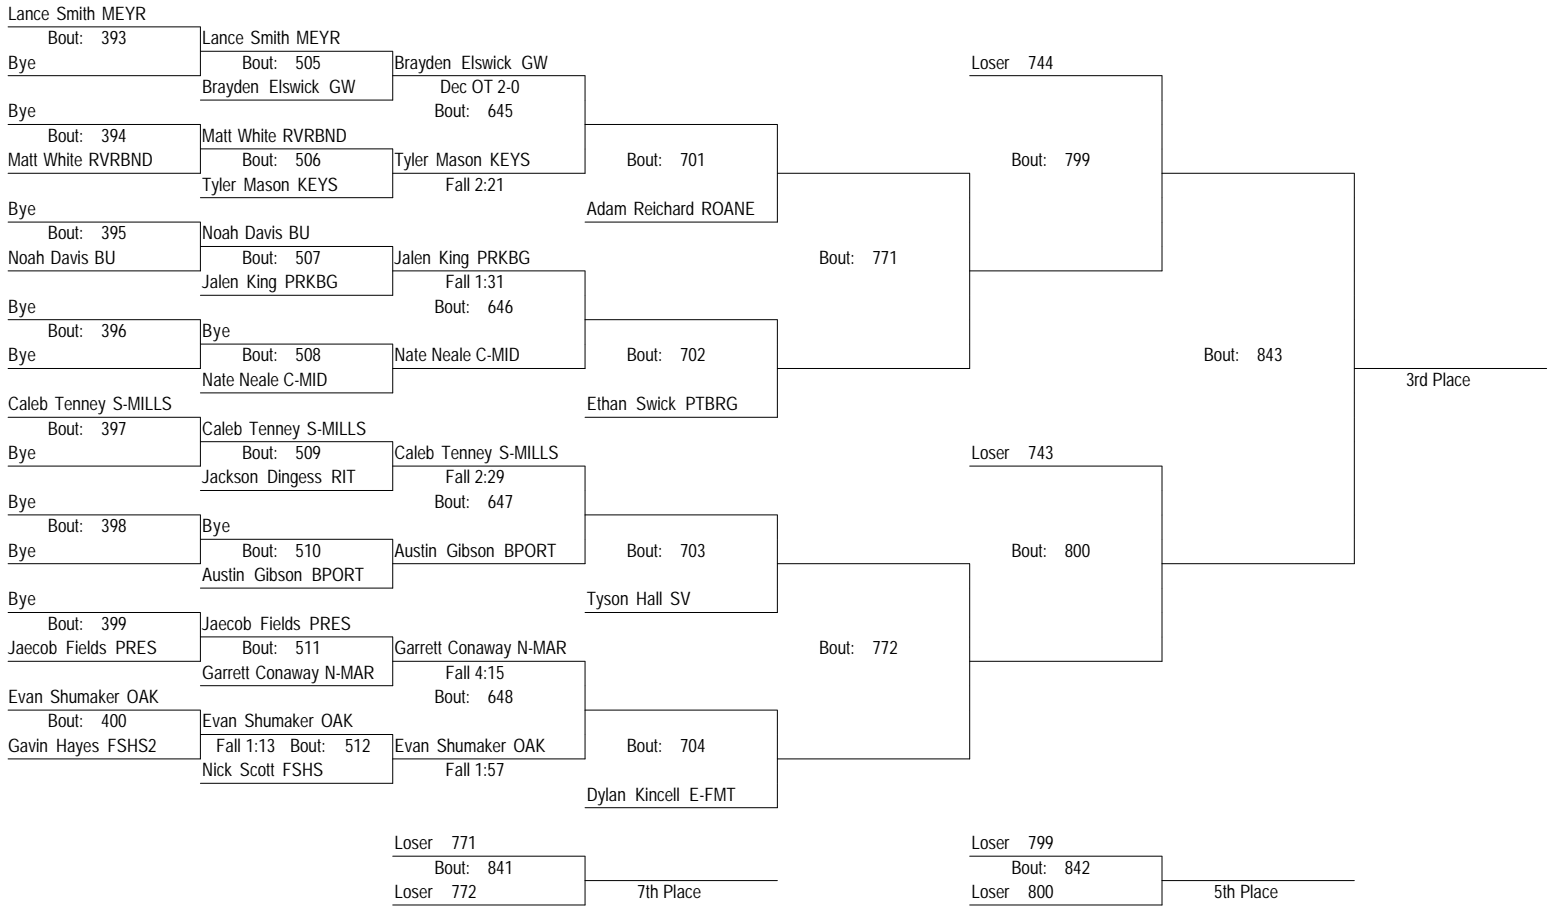 Lance Smith MEYR
Bout: 393
Lance Smith MEYR
Bye
Bout: 505
Brayden Elswick GW
Loser 744
Brayden Elswick GW
Dec OT 2-0
Bye
Bout: 645
Bout: 394
Matt White RVRBND
Matt White RVRBND
Bout: 506
Tyler Mason KEYS
Bout: 701
Bout: 799
Tyler Mason KEYS
Fall 2:21
Bye
Adam Reichard ROANE
Bout: 395
Noah Davis BU
Noah Davis BU
Bout: 507
Jalen King PRKBG
Bout: 771
Jalen King PRKBG
Fall 1:31
Bye
Bout: 646
Bout: 396
Bye
Bye
Bout: 508
Nate Neale C-MID
Bout: 702
Bout: 843
Nate Neale C-MID
3rd Place
Caleb Tenney S-MILLS
Ethan Swick PTBRG
Bout: 397
Caleb Tenney S-MILLS
Bye
Bout: 509
Caleb Tenney S-MILLS
Loser 743
Jackson Dingess RIT
Fall 2:29
Bye
Bout: 647
Bout: 398
Bye
Bye
Bout: 510
Austin Gibson BPORT
Bout: 703
Bout: 800
Austin Gibson BPORT
Bye
Tyson Hall SV
Bout: 399
Jaecob Fields PRES
Jaecob Fields PRES
Bout: 511
Garrett Conaway N-MAR
Bout: 772
Garrett Conaway N-MAR
Fall 4:15
Evan Shumaker OAK
Bout: 648
Bout: 400
Evan Shumaker OAK
Gavin Hayes FSHS2
Fall 1:13 Bout: 512
Evan Shumaker OAK
Bout: 704
Nick Scott FSHS
Fall 1:57
Dylan Kincell E-FMT
Loser 771
Loser 799
Bout: 841
Bout: 842
Loser 772
7th Place
Loser 800
5th Place